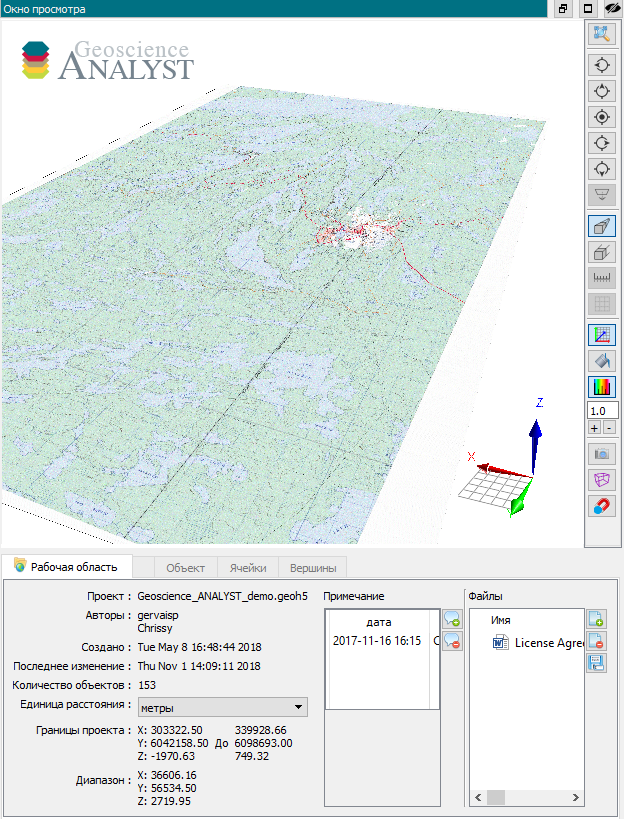 Окно просмотра
Geoscience
ANALYST
1.0
+ -
Z
X
Рабочая область
Объект
Ячейки
Вершины
Проект : Geoscience_ANALYST_demo.geoh5
Авторы : gervaisp
Chrissy
Создано : Tue May 8 16:48:44 2018
Последнее изменение : Thu Nov 1 14:09:11 2018
Количество объектов : 153
Единица расстояния : метры
Границы проекта : X: 303322.50 339928.66
Y: 6042158.50 До 6098693.00
Z: -1970.63 749.32
Диапазон : X: 36606.16
Y: 56534.50
Z: 2719.95
Примечание
дата
2017-11-16 16:15
Файлы
Имя
License Agre